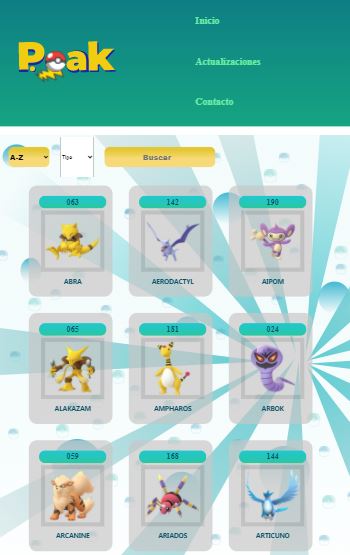 Inicio
Poak
Actualizaciones
Contacto
A-Z
Tipo
Buscar
063
142
190
ABRA
AERODACTYL
AIPOM
065
181
024
ALAKAZAM
AMPHAROS
ARBOK
059
168
144
ARCANINE
ARIADOS
ARTICUNO